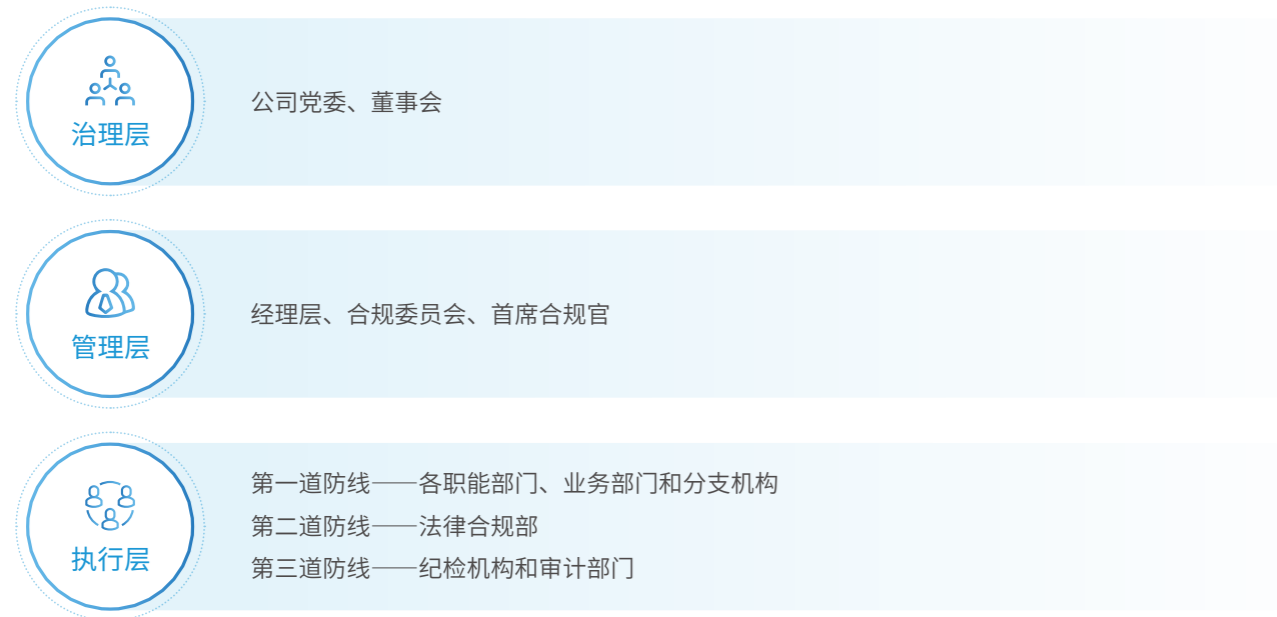 治理层
公司党委、董事会
管理层
经理层、合规委员会、首席合规官
执行层
第一道防线——各职能部门、业务部门和分支机构
第二道防线——法律合规部
第三道防线——纪检机构和审计部门